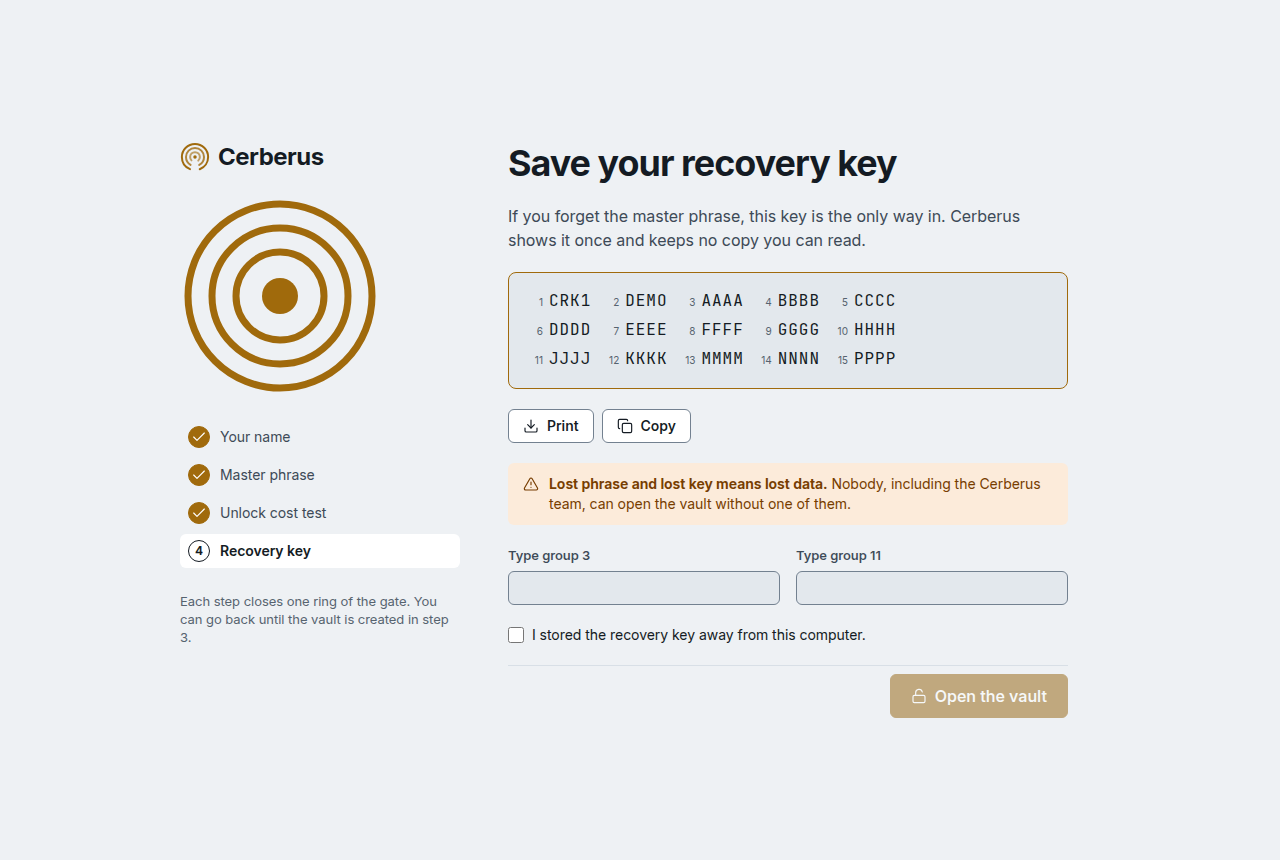 Cerberus
Your name
Master phrase
Unlock cost test
4 Recovery key
Each step closes one ring of the gate. You
can go back until the vault is created in step
3.
Save your recovery key
If you forget the master phrase, this key is the only way in. Cerberus
shows it once and keeps no copy you can read.
1 CRK1 2 DEMO 3 AAAA 4 BBBB 5 CCCC
6 DDDD 7 EEEE 8 FFFF 9 GGGG 10 HHHH
11 JJJJ 12 KKKK 13 MMMM 14 NNNN 15 PPPP
Print Copy
Lost phrase and lost key means lost data. Nobody, including the Cerberus
team, can open the vault without one of them.
Type group 3 Type group 11
I stored the recovery key away from this computer.
Open the vault